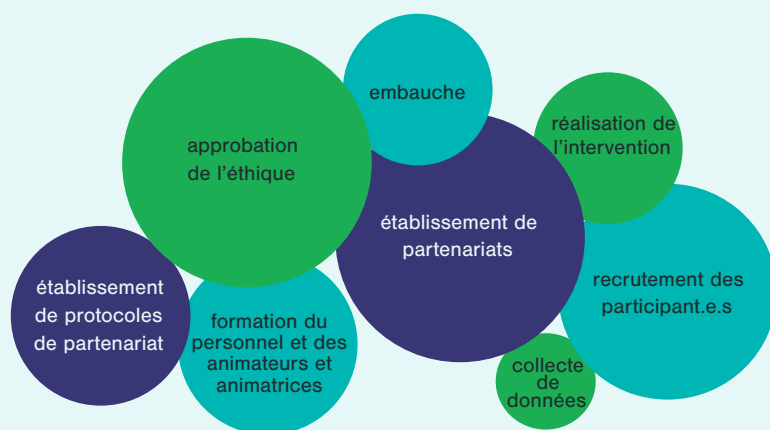 embauche
approbation
de l'éthique
réalisation de
l'intervention
établissement de
partenariats
établissement
de protocoles
de partenariat
formation du
personnel et des
animateurs et
animatrices
recrutement des
participant.e.s
collecte
de
données